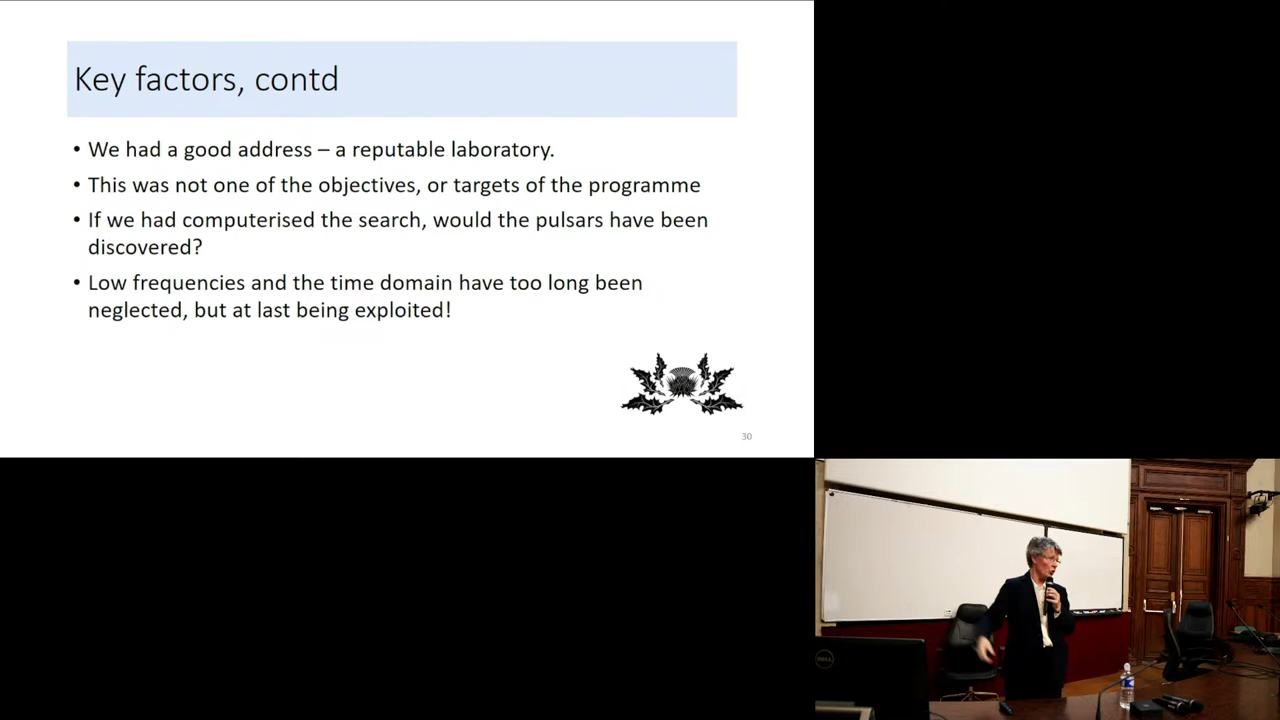 Key factors, contd
• We had a good address – a reputable laboratory.
• This was not one of the objectives, or targets of the programme
• If we had computerised the search, would the pulsars have been
discovered?
• Low frequencies and the time domain have too long been
neglected, but at last being exploited!
30
DELL